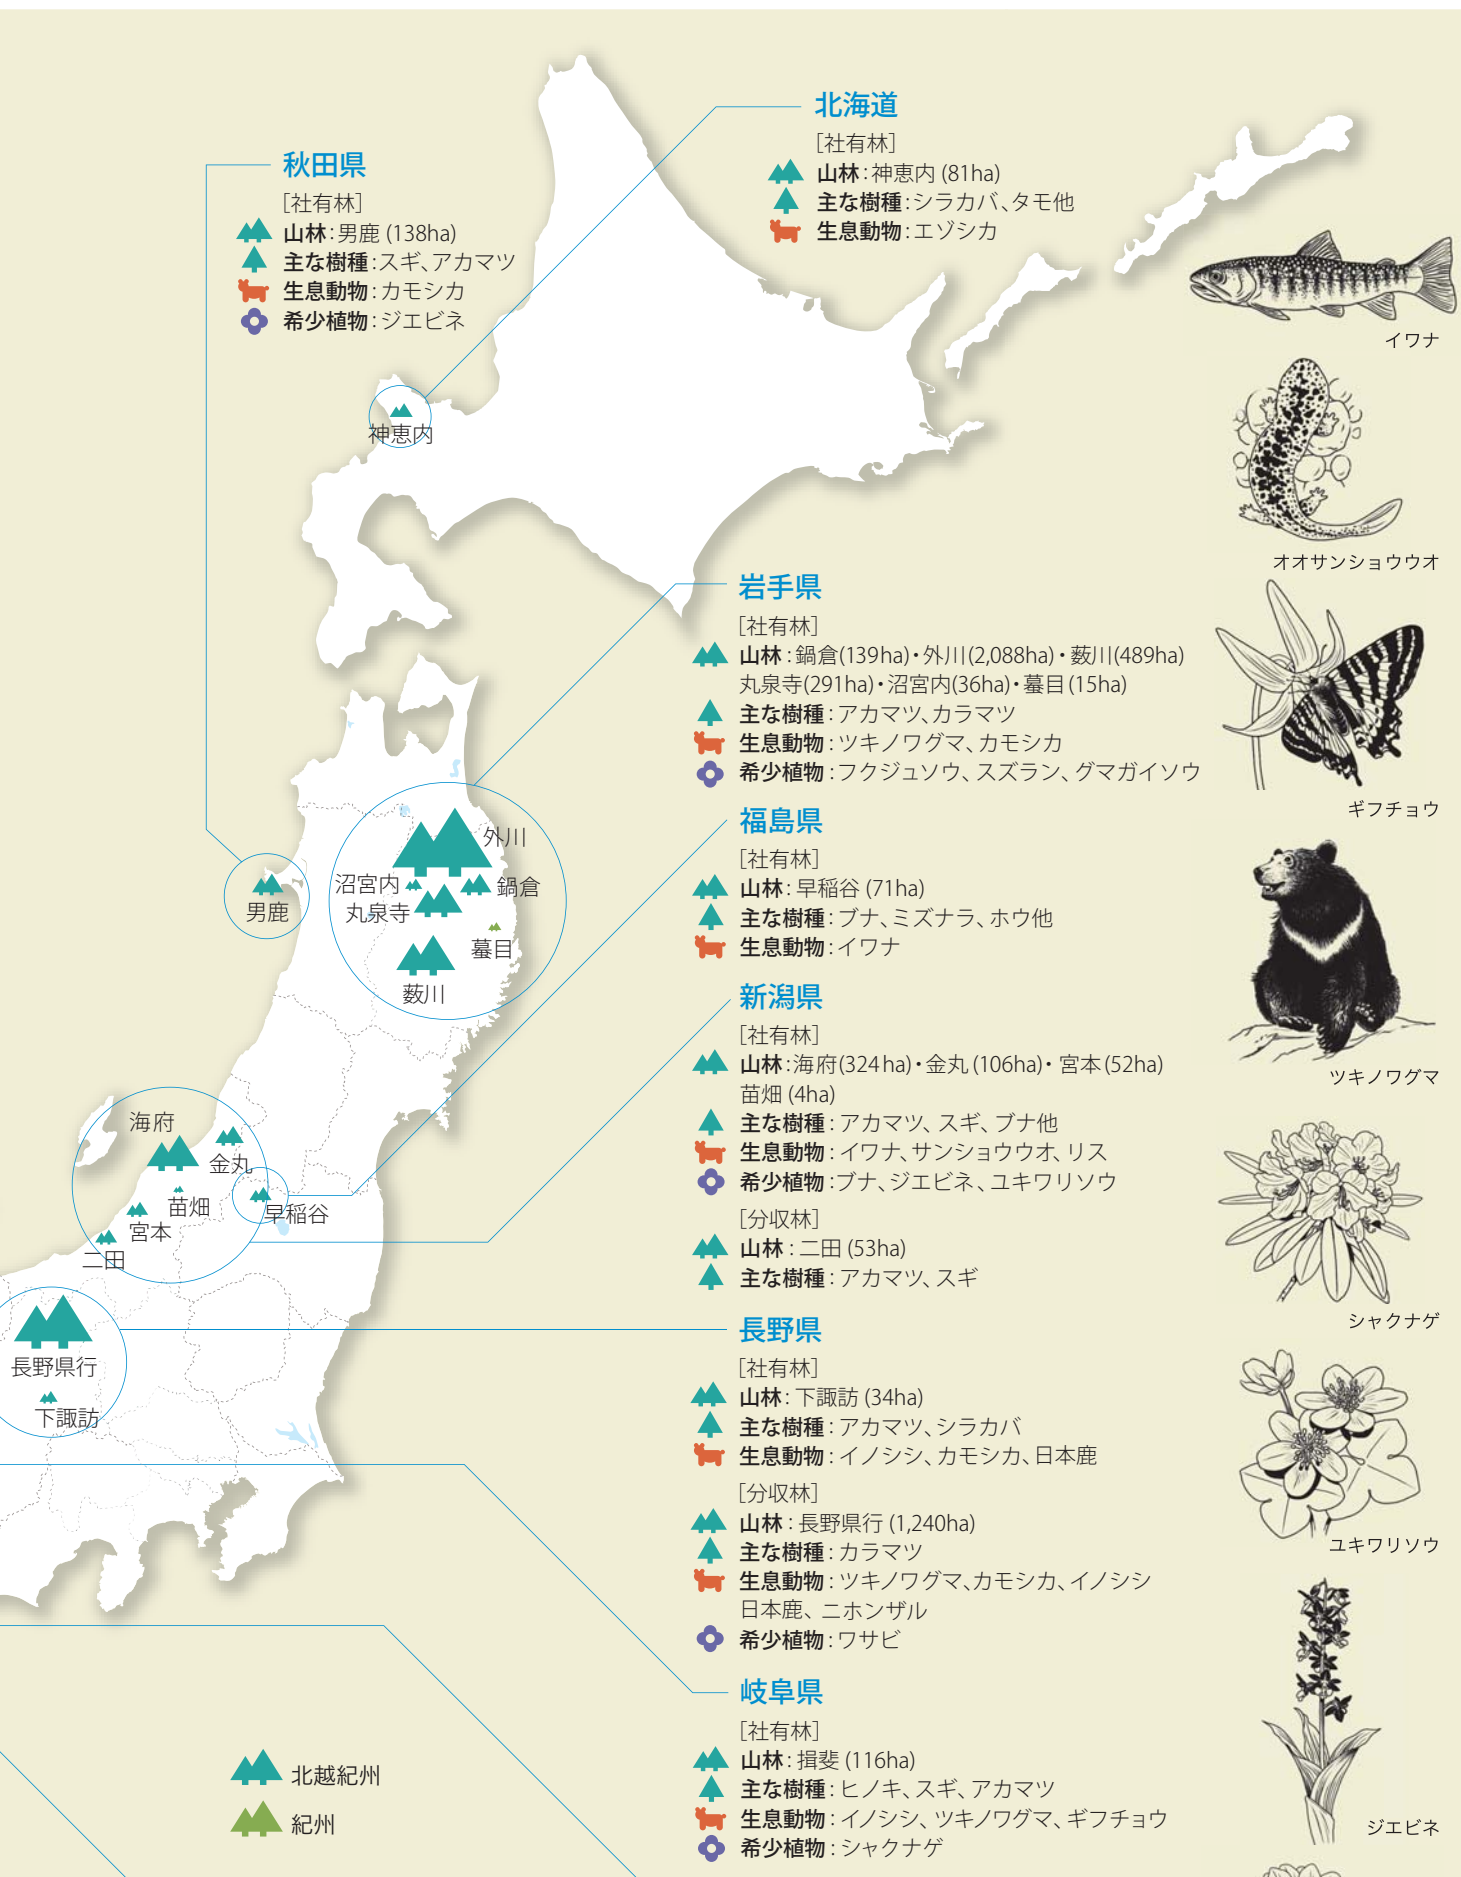 北海道
[社有林]
山林:神恵内 (81ha)
主な樹種:シラカバ、タモ他
生息動物:エゾシカ
秋田県
[社有林]
山林:男鹿 (138ha)
主な樹種:スギ、アカマツ
生息動物:カモシカ
希少植物:ジエビネ
神恵内
岩手県
[社有林]
山林:鍋倉(139ha)・外川(2,088ha)・薮川(489ha)
丸泉寺(291ha)・沼宮内(36ha)・蟇目(15ha)
主な樹種:アカマツ、カラマツ
生息動物:ツキノワグマ、カモシカ
希少植物:フクジュソウ、スズラン、グマガイソウ
福島県
[社有林]
山林:早稲谷 (71ha)
主な樹種:ブナ、ミズナラ、ホウ他
生息動物:イワナ
新潟県
[社有林]
山林:海府(324ha)・金丸(106ha)・宮本(52ha)
苗畑 (4ha)
主な樹種:アカマツ、スギ、ブナ他
生息動物:イワナ、サンショウウオ、リス
希少植物:ブナ、ジエビネ、ユキワリソウ
[分収林]
山林:二田 (53ha)
主な樹種:アカマツ、スギ
長野県
[社有林]
山林:下諏訪 (34ha)
主な樹種:アカマツ、シラカバ
生息動物:イノシシ、カモシカ、日本鹿
[分収林]
山林:長野県行 (1,240ha)
主な樹種:カラマツ
生息動物:ツキノワグマ、カモシカ、イノシシ
日本鹿、ニホンザル
希少植物:ワサビ
岐阜県
[社有林]
山林:揖斐 (116ha)
主な樹種:ヒノキ、スギ、アカマツ
生息動物:イノシシ、ツキノワグマ、ギフチョウ
希少植物:シャクナゲ
外川
沼宮内
鍋倉
丸泉寺
蟇目
薮川
男鹿
海府
金丸
苗畑
早稲谷
宮本
二田
長野県行
下諏訪
北越紀州
紀州
イワナ
オオサンショウウオ
ギフチョウ
ツキノワグマ
シャクナゲ
ユキワリソウ
ジエビネ